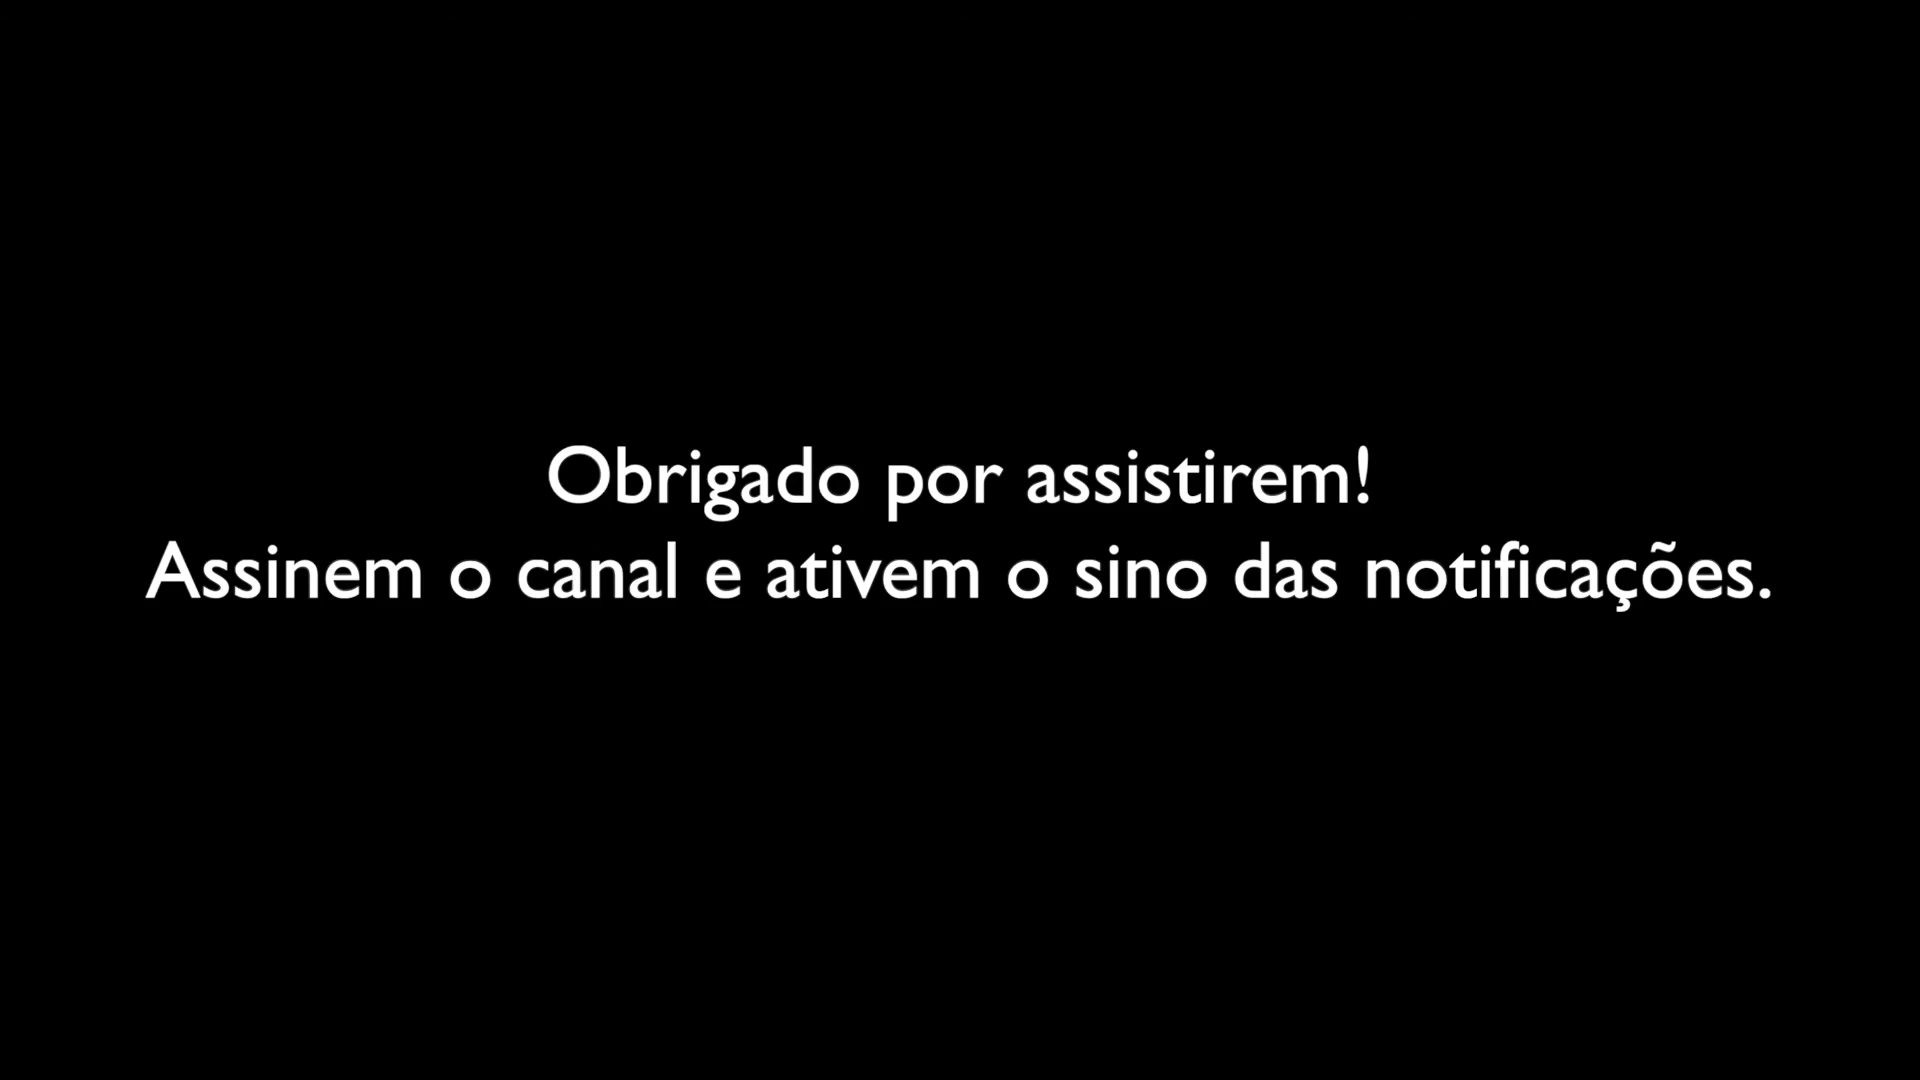 Obrigado por assistirem!
Assinem o canal e ativem o sino das notificações.